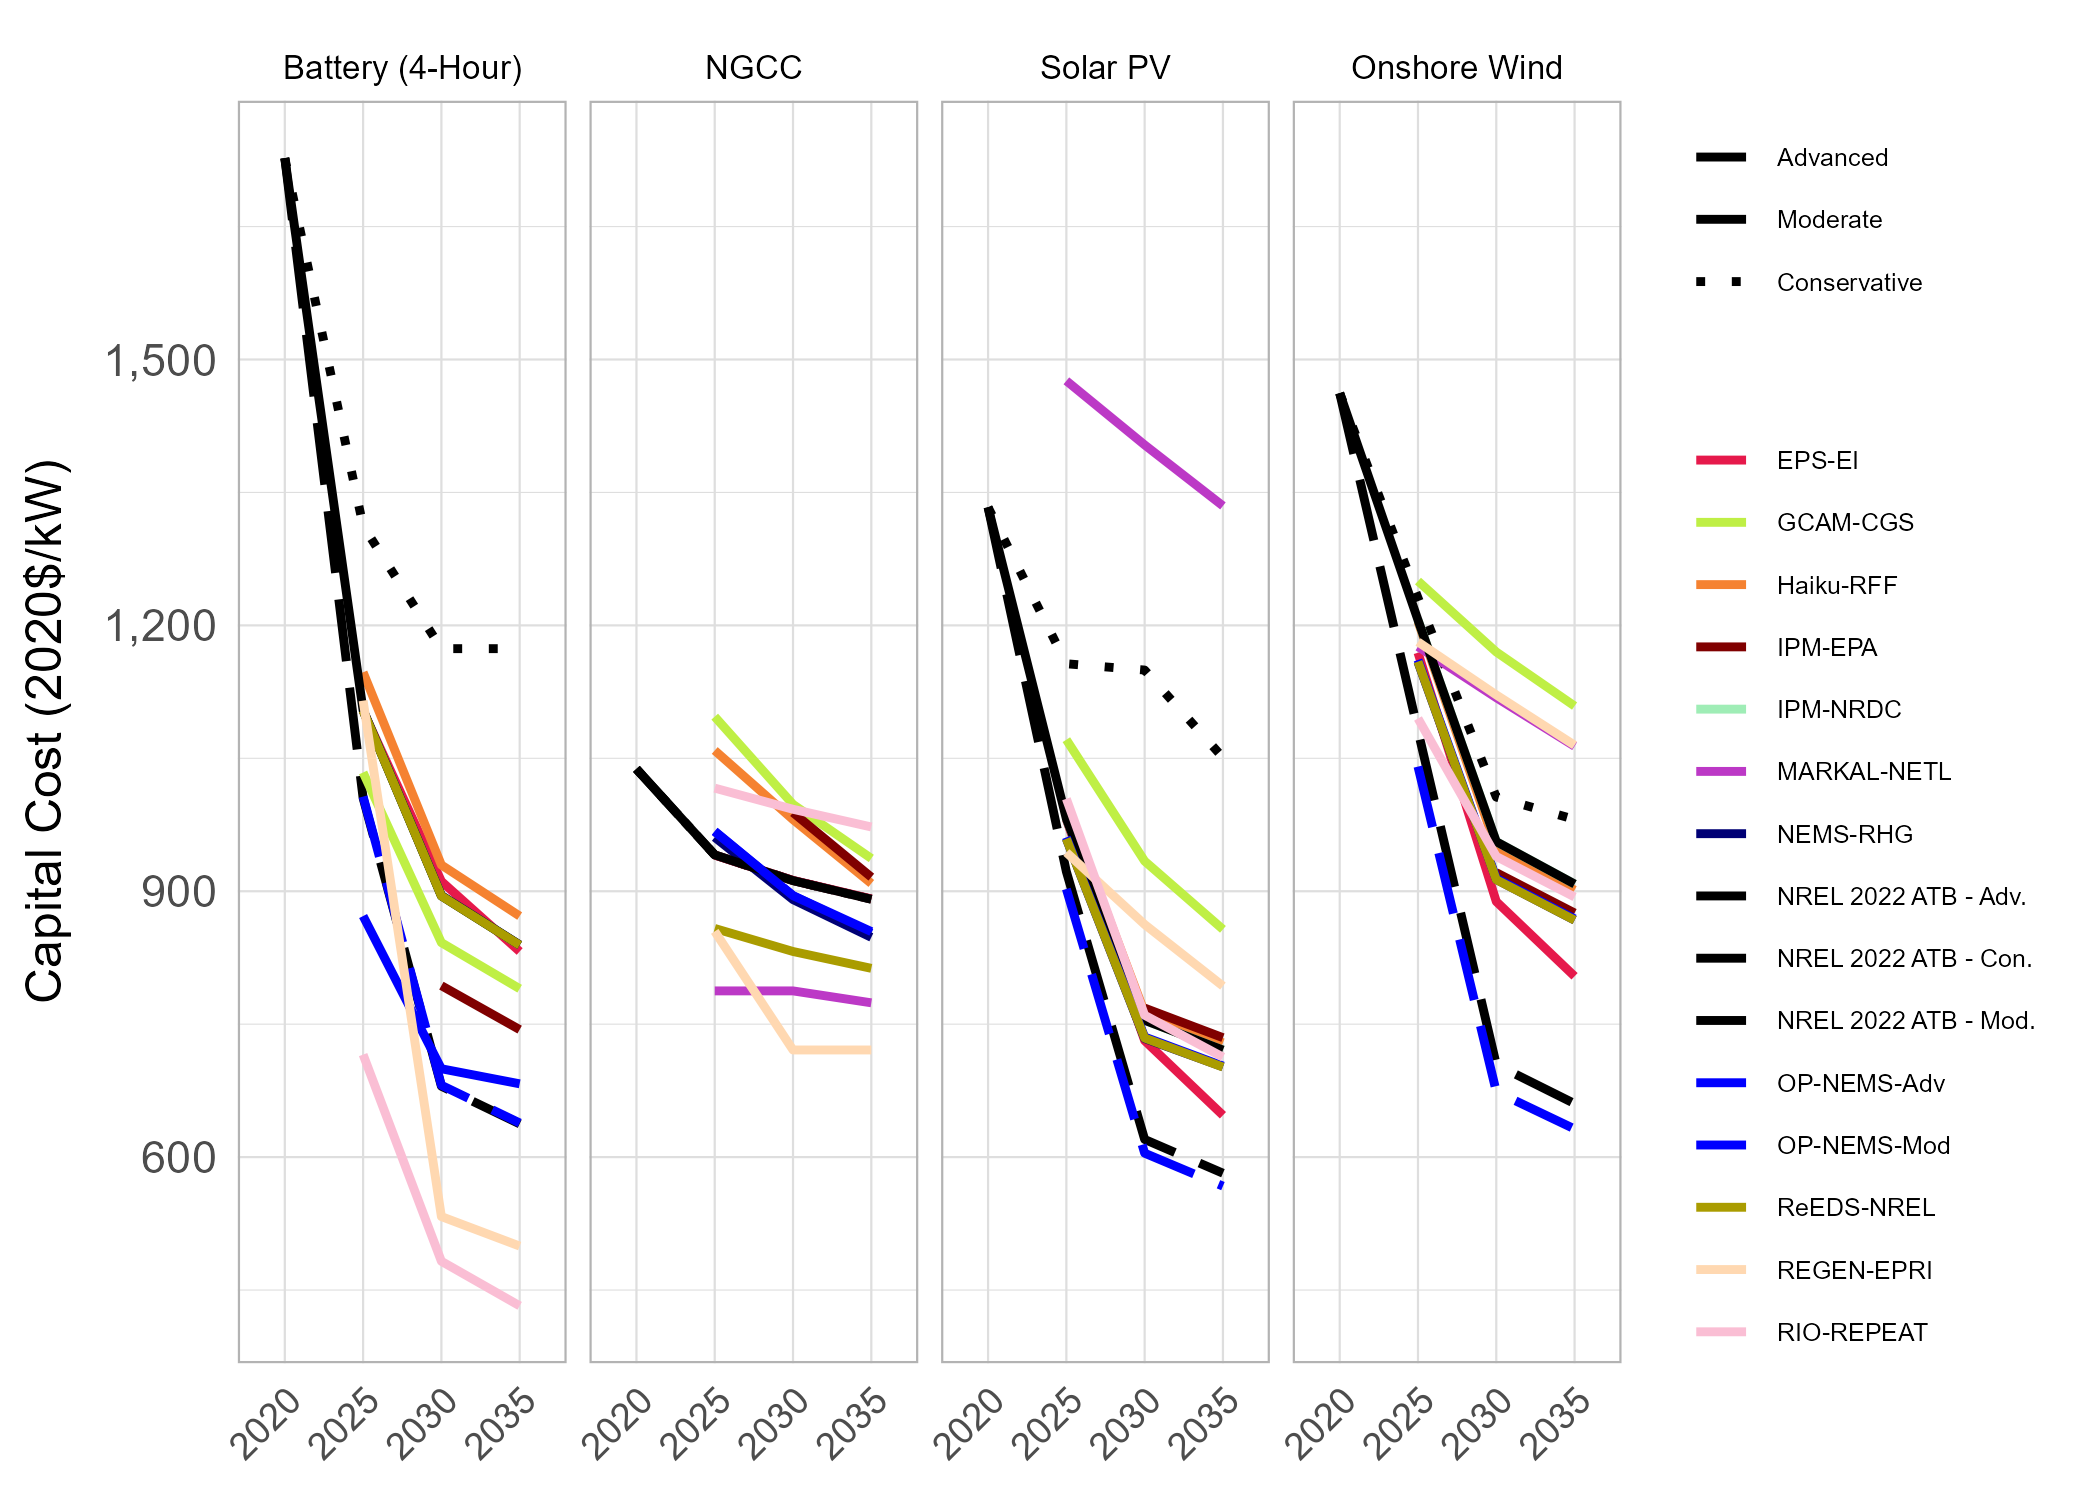 Battery (4-Hour)
NGCC
Solar PV
Onshore Wind
Capital Cost (2020$/kW)
1,500
1,200
900
600
2020
2025
2030
2035
2020
2025
2030
2035
2020
2025
2030
2035
2020
2025
2030
2035
Advanced
Moderate
Conservative
EPS-EI
GCAM-CGS
Haiku-RFF
IPM-EPA
IPM-NRDC
MARKAL-NETL
NEMS-RHG
NREL 2022 ATB - Adv.
NREL 2022 ATB - Con.
NREL 2022 ATB - Mod.
OP-NEMS-Adv
OP-NEMS-Mod
ReEDS-NREL
REGEN-EPRI
RIO-REPEAT